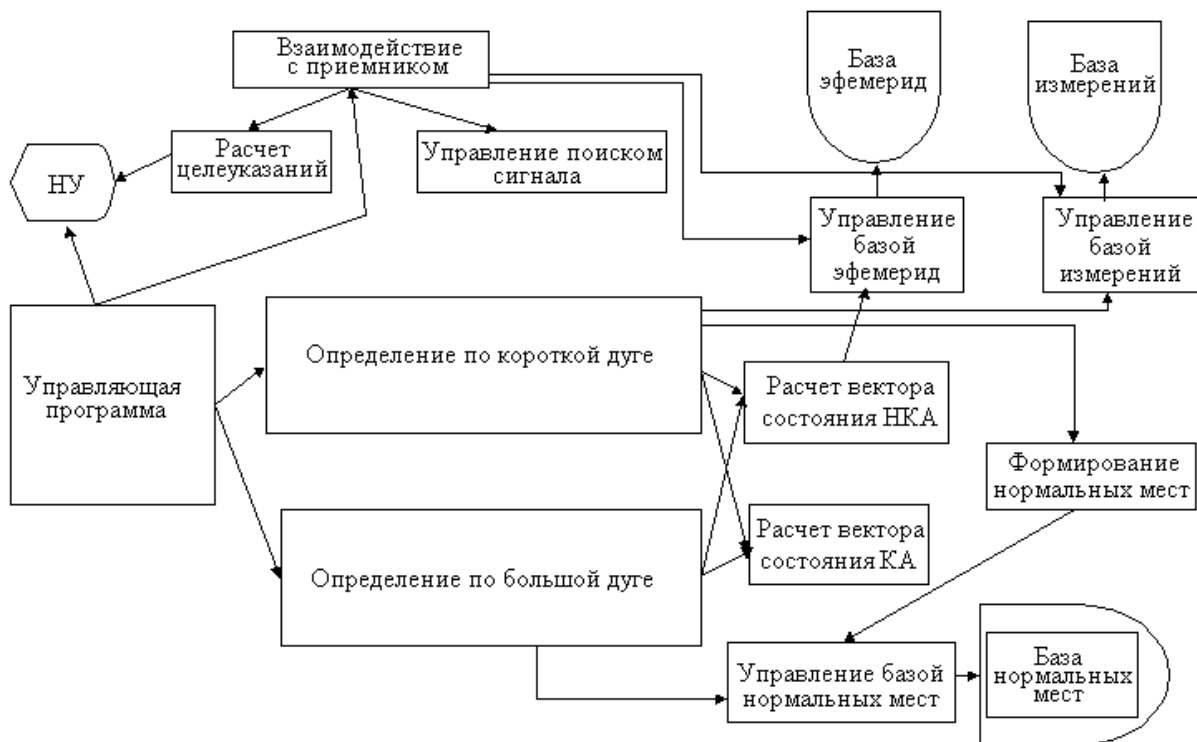 Взаимодействие
с приемником
База
эфемерид
База
измерений
Расчет
целеуказаний
Управление поиском
сигнала
НУ
Управление
базой
эфемерид
Управление
базой
измерений
Управляющая
программа
Определение по короткой дуге
Расчет вектора
состояния НКА
Формирование
нормальных мест
Определение по большой дуге
Расчет вектора
состояния КА
Управление базой
нормальных мест
База
нормальных
мест